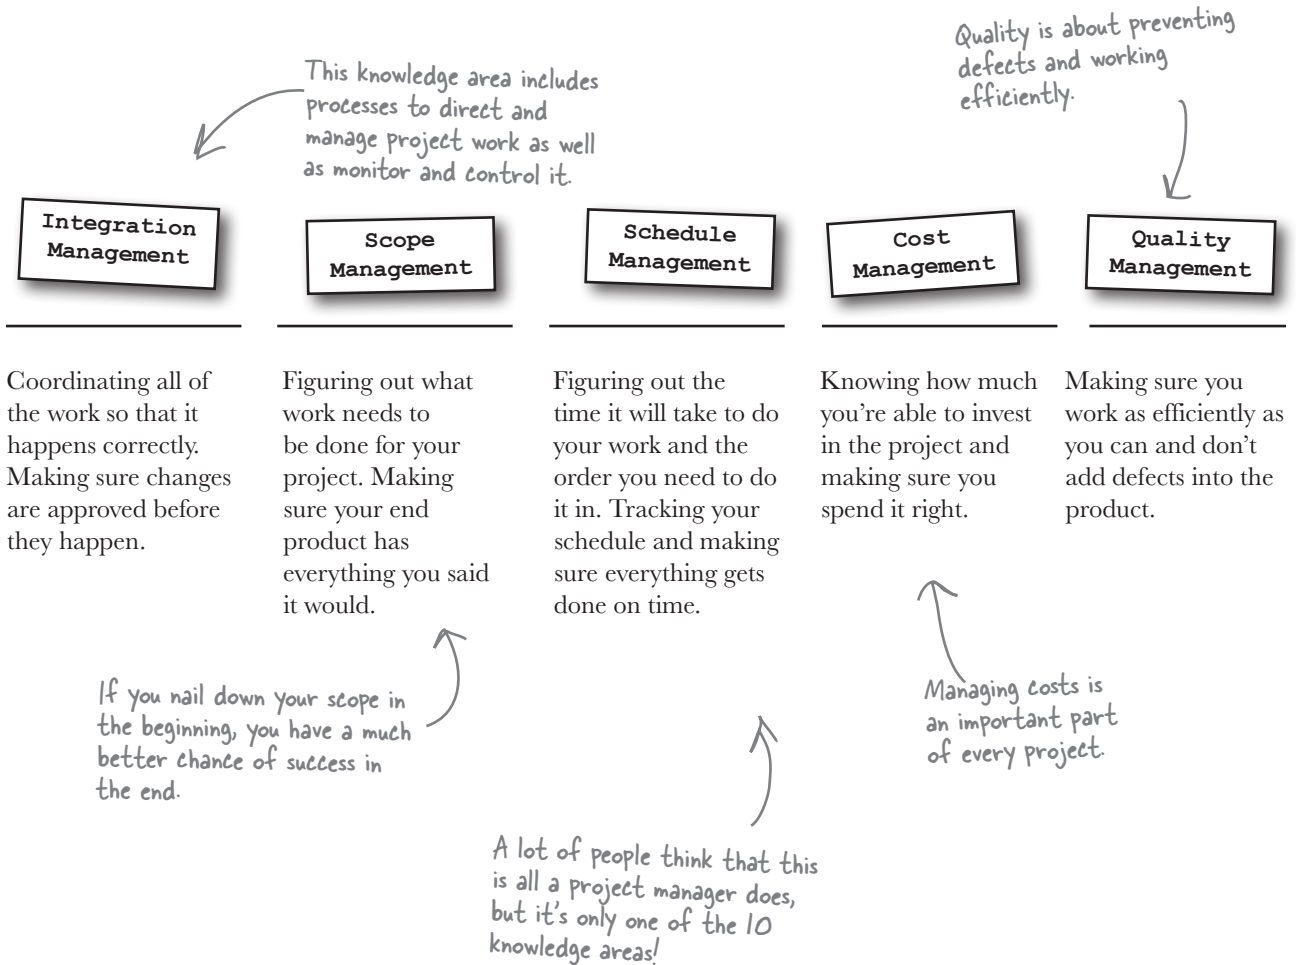 Quality is about preventing
defects and working
efficiently.
This knowledge area includes
processes to direct and
manage project work as well
as monitor and control it.
Integration
Management
Scope
Management
Schedule
Management
Cost
Management
Quality
Management
Coordinating all of
the work so that it
happens correctly.
Making sure changes
are approved before
they happen.
Figuring out what
work needs to
be done for your
project. Making
sure your end
product has
everything you said
it would.
Figuring out the
time it will take to do
your work and the
order you need to do
it in. Tracking your
schedule and making
sure everything gets
done on time.
Knowing how much
you’re able to invest
in the project and
making sure you
spend it right.
Making sure you
work as efficiently as
you can and don’t
add defects into the
product.
If you nail down your scope in
the beginning, you have a much
better chance of success in
the end.
Managing costs is
an important part
of every project.
A lot of people think that this
is all a project manager does,
but it’s only one of the 10
knowledge areas!